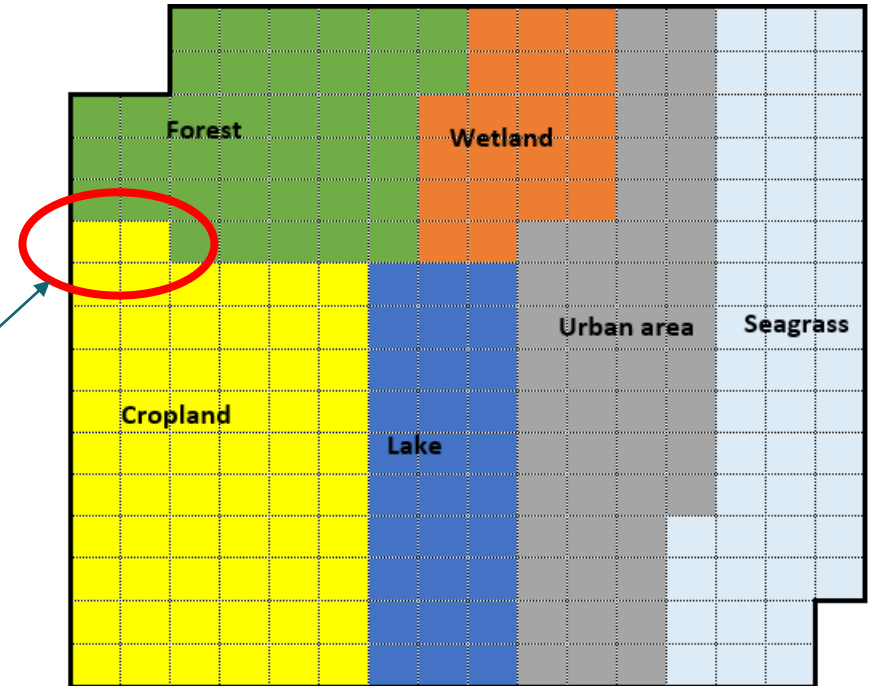 Forest
Wetland
Urban area
Seagrass
Cropland
Lake